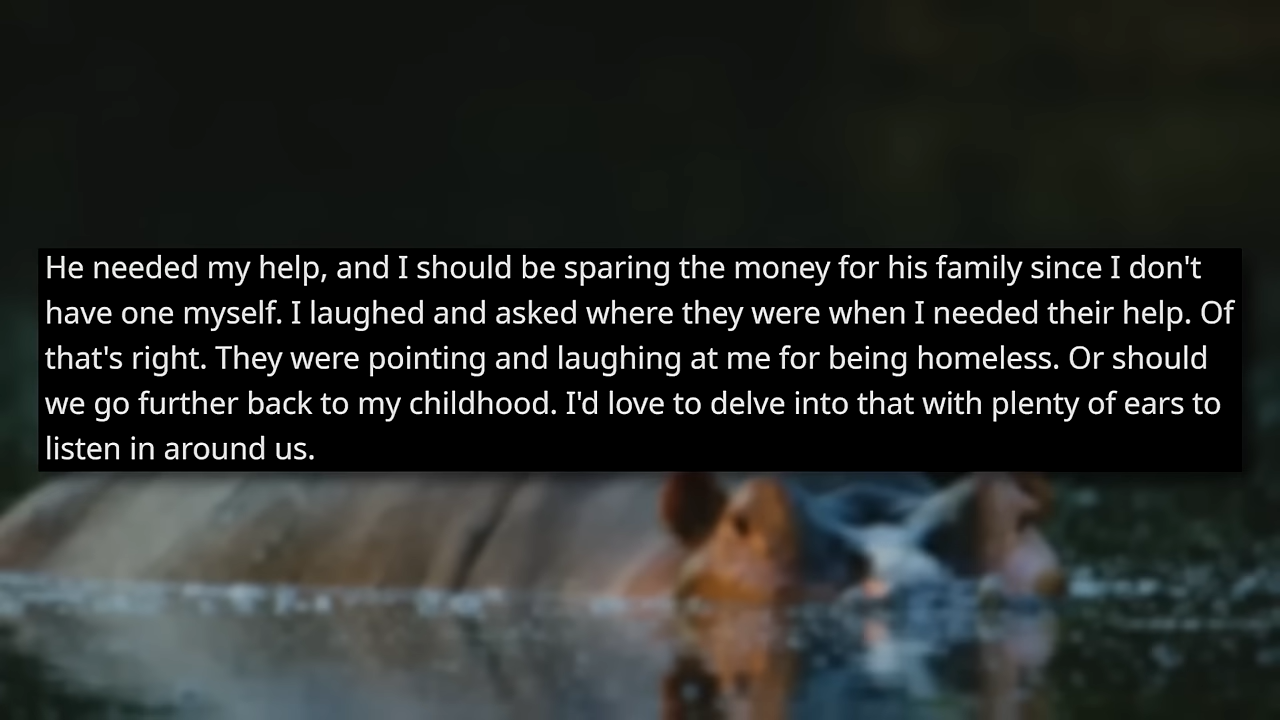 He needed my help, and I should be sparing the money for his family since I don't
have one myself. I laughed and asked where they were when I needed their help. Of
that's right. They were pointing and laughing at me for being homeless. Or should
we go further back to my childhood. I'd love to delve into that with plenty of ears to
listen in around us.